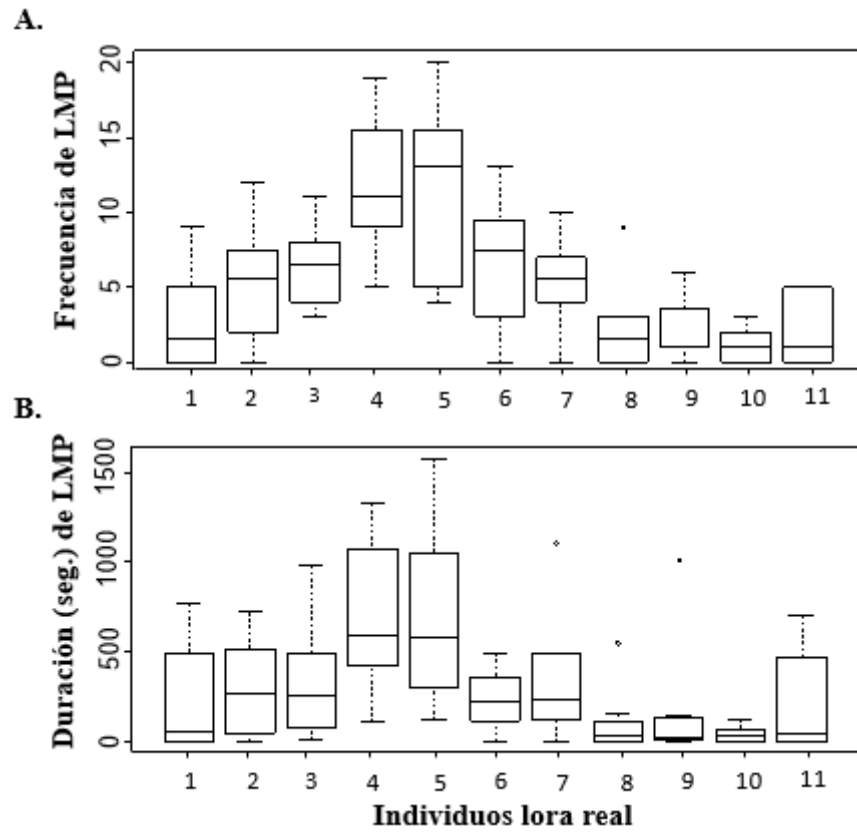 A.
Frecuencia de LMP
20
15
10
5
0
1 2 3 4 5 6 7 8 9 10 11
B.
Duración (seg.) de LMP
1500
1000
500
0
1 2 3 4 5 6 7 8 9 10 11
Individuos lora real